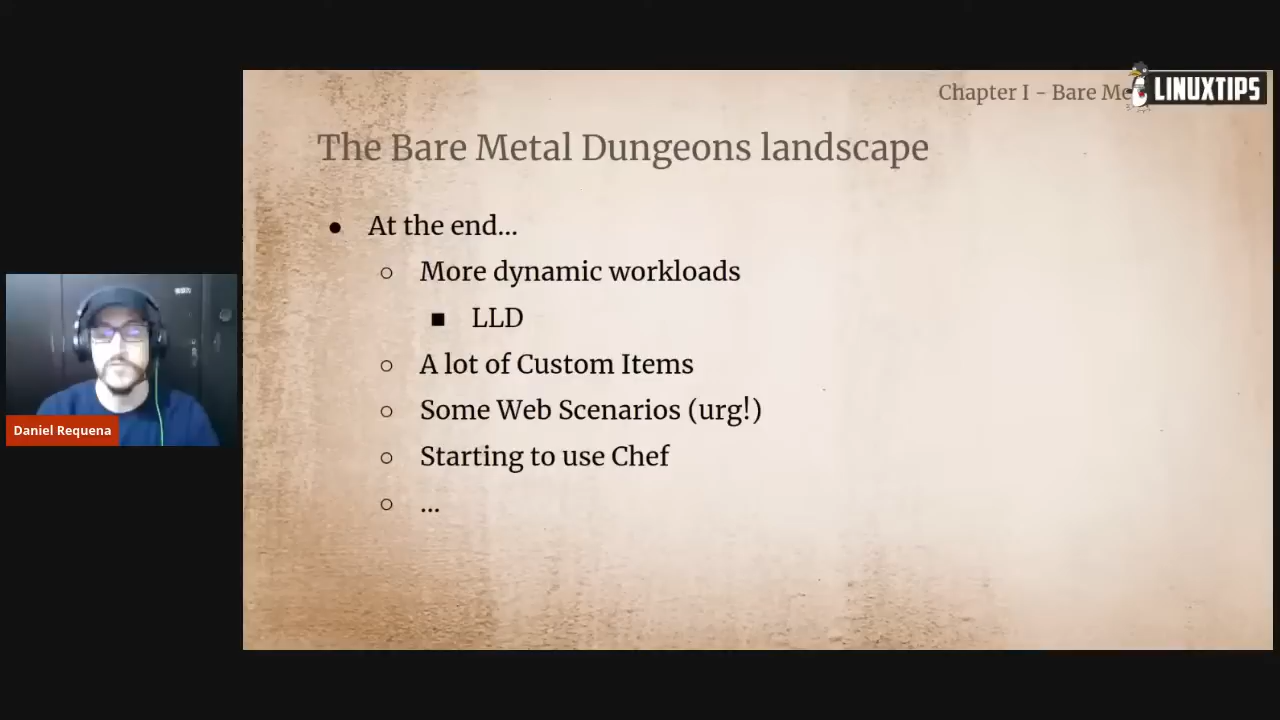 Chapter I - Bare Me
LINUXTIPS
The Bare Metal Dungeons landscape
At the end...
More dynamic workloads
LLD
A lot of Custom Items
Some Web Scenarios (urg!)
Starting to use Chef
...
Daniel Requena